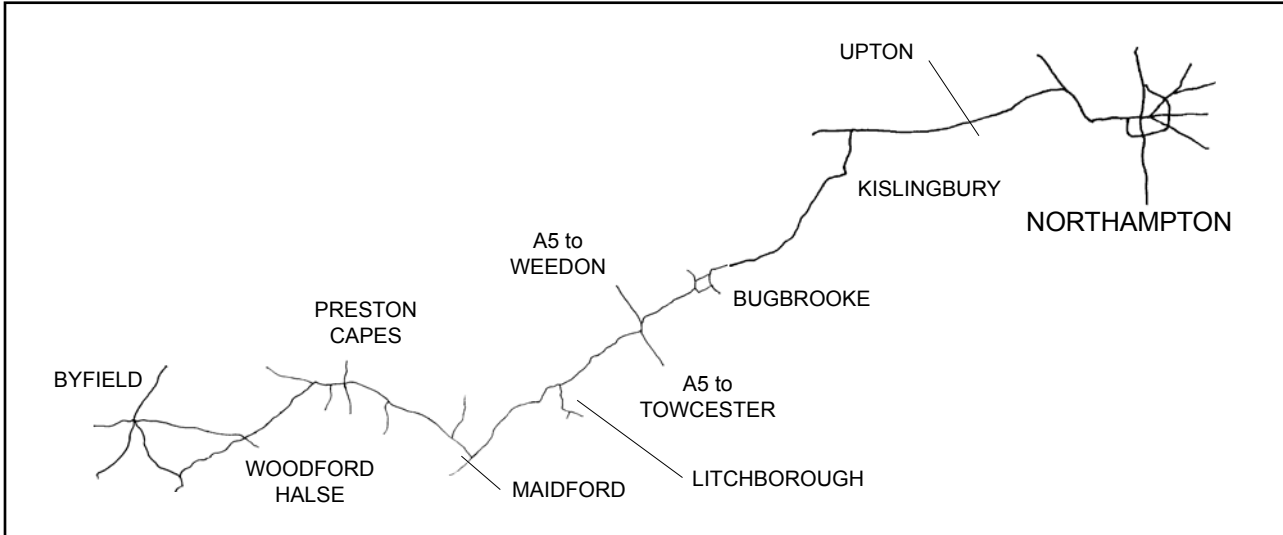 UPTON
KISLINGBURY
NORTHAMPTON
A5 to
WEEDON
BUGBROOKE
PRESTON
CAPES
BYFIELD
A5 to
TOWCESTER
WOODFORD
HALSE
MAIDFORD
LITCHBOROUGH